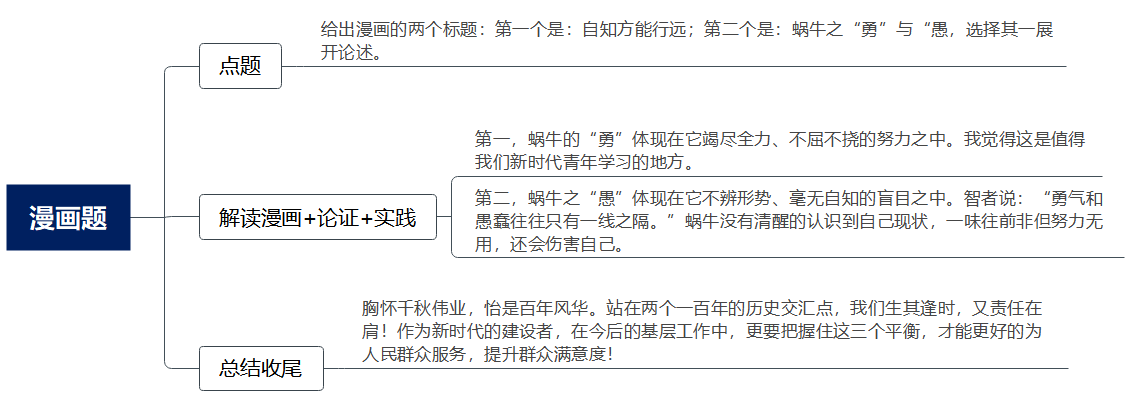 给出漫画的两个标题：第一个是：自知方能行远；第二个是：蜗牛之“勇”与“愚，选择其一展
开论述。
点题
第一，蜗牛的“勇”体现在它竭尽全力、不屈不挠的努力之中。我觉得这是值得
我们新时代青年学习的地方。
漫画题
解读漫画+论证+实践
第二，蜗牛之“愚”体现在它不辨形势、毫无自知的盲目之中。智者说：“勇气和
愚蠢往往只有一线之隔。”蜗牛没有清醒的认识到自己现状，一味往前非但努力无
用，还会伤害自己。
胸怀千秋伟业，恰是百年风华。站在两个一百年的历史交汇点，我们生其逢时，又责任在
肩！作为新时代的建设者，在今后的基层工作中，更要把握住这三个平衡，才能更好的为
人民群众服务，提升群众满意度！
总结收尾